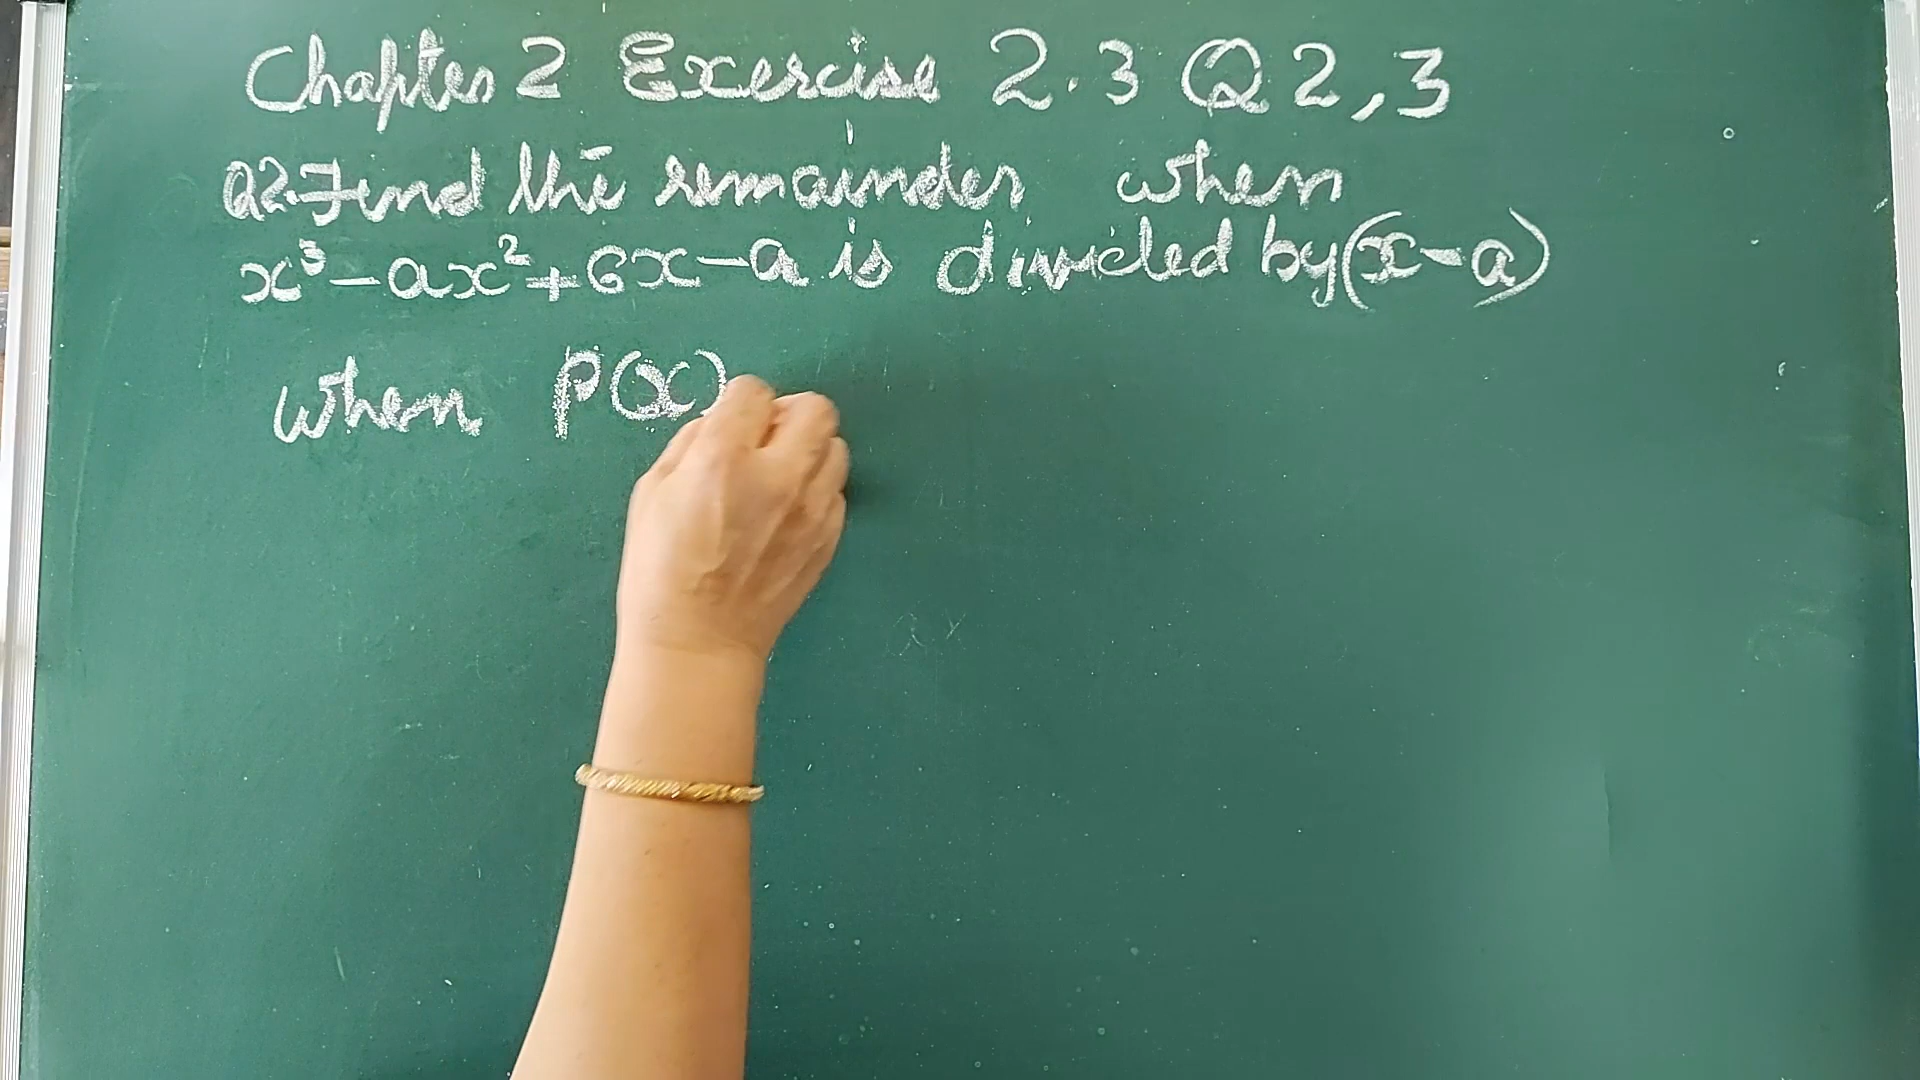 Chapter 2 Exercise 2.3 Q 2,3
Q2. Find the remainder when
x³-ax²+6x-a is divided by (x-a)
when P(x)